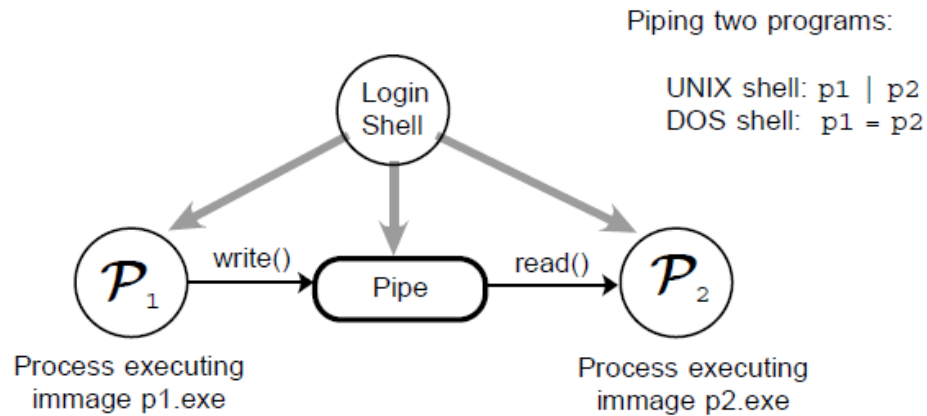 Piping two programs:
UNIX shell: p1 | p2
DOS shell: p1 = p2
Login
Shell
write()
read()
P1
Pipe
P2
Process executing
immage p1.exe
Process executing
immage p2.exe